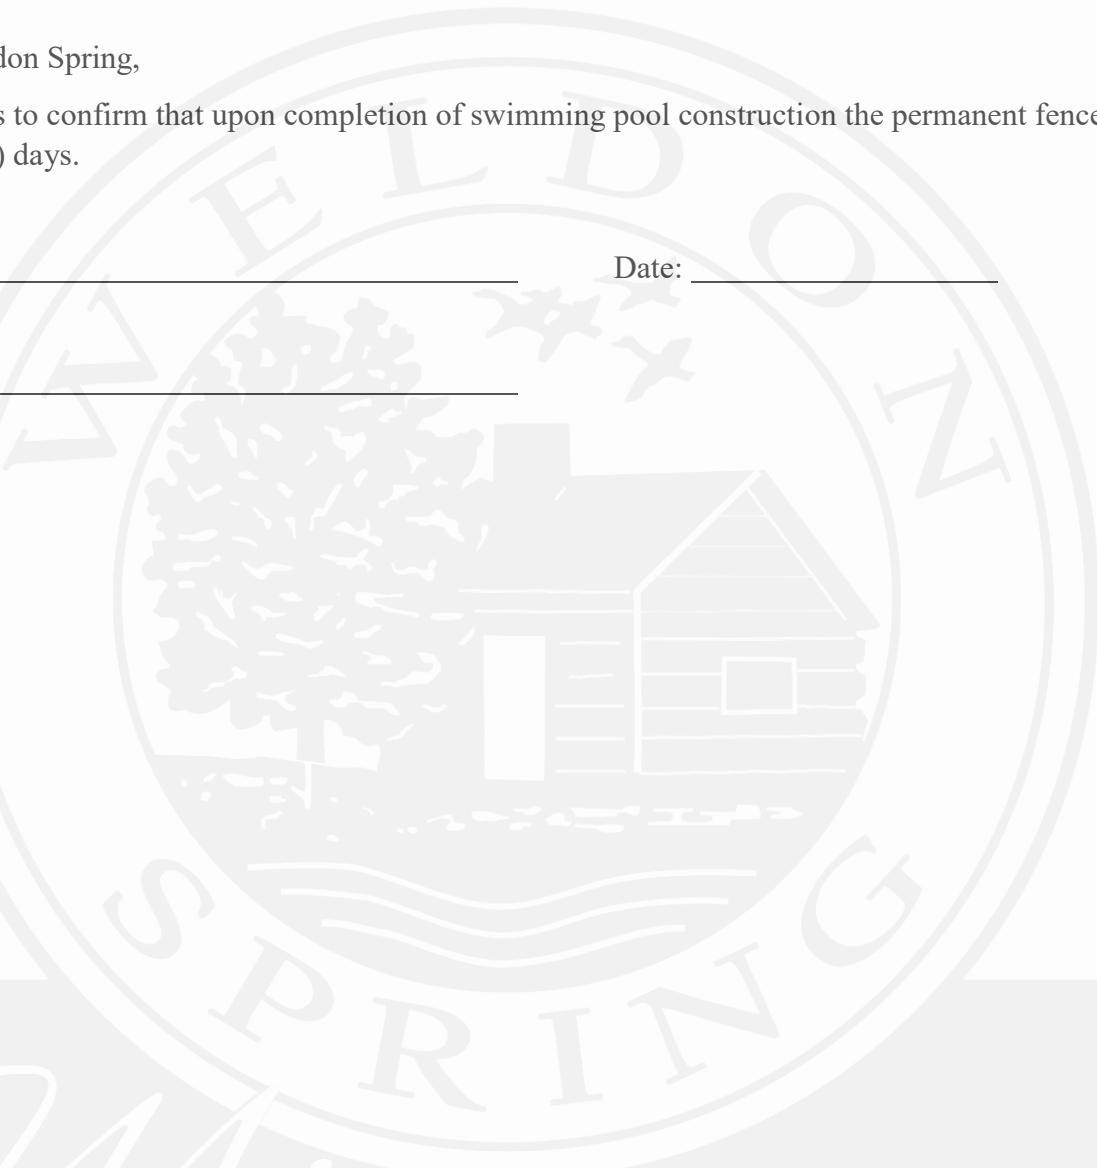 don Spring,
s to confirm that upon completion of swimming pool construction the permanent fence
) days.
Date:
WELDON
SPRING